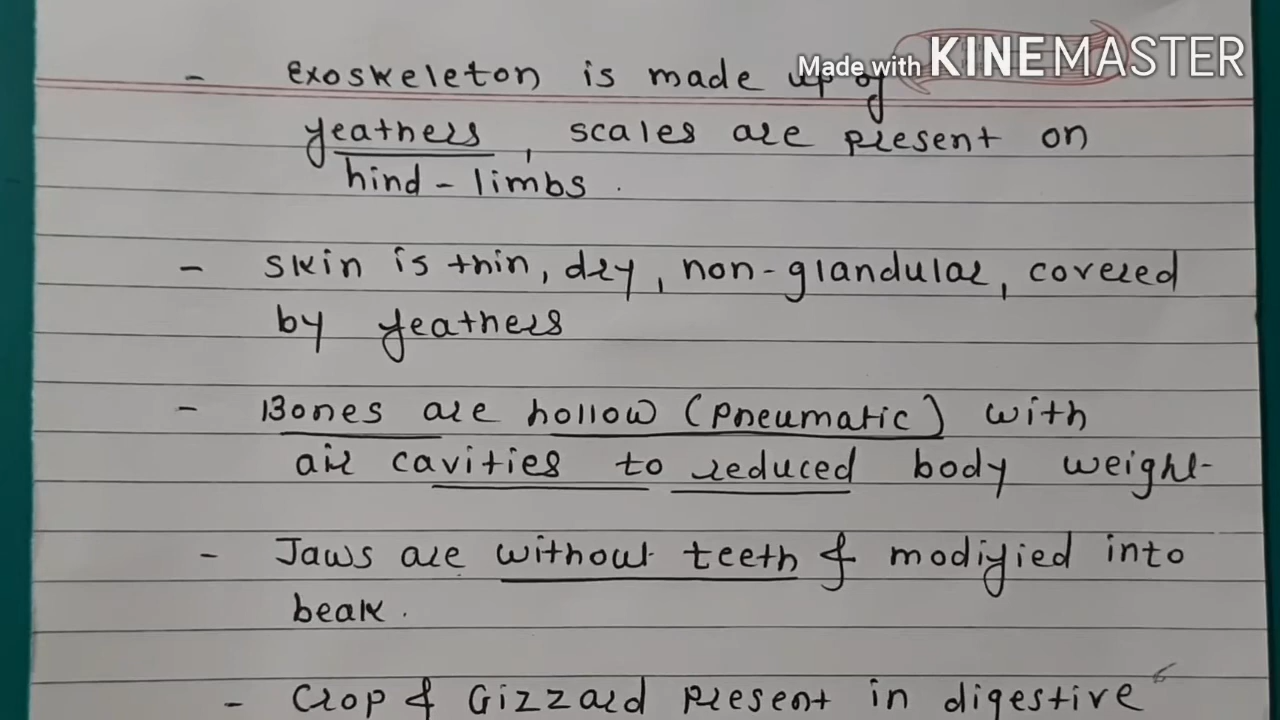 Made with KINEMASTER
- exoskeleton is made up of
feathers, scales are present on
hind-limbs.
- skin is thin, dry, non-glandular, covered
by feathers
- Bones are hollow (pneumatic) with
air cavities to reduced body weight
- Jaws are without teeth & modified into
beak.
- Crop & Gizzard present in digestive